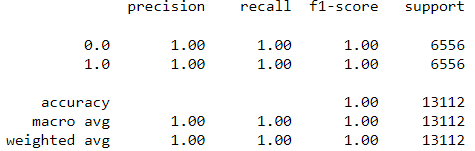 precision recall f1-score support
0.0 1.00 1.00 1.00 6556
1.0 1.00 1.00 1.00 6556
accuracy 1.00 13112
macro avg 1.00 1.00 1.00 13112
weighted avg 1.00 1.00 1.00 13112